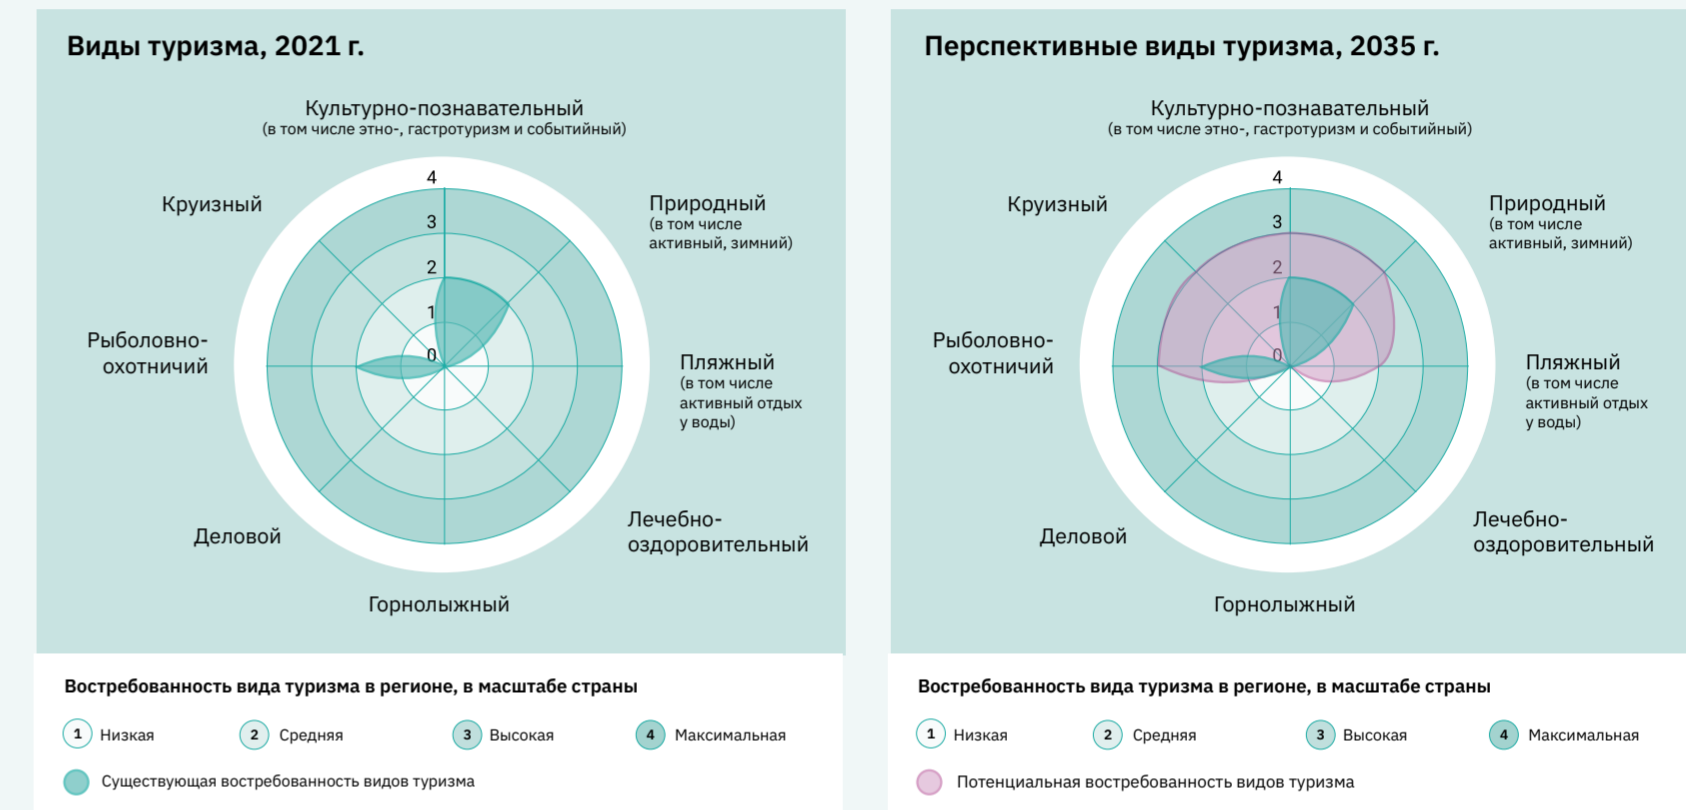 Виды туризма, 2021 г.
Культурно-познавательный
(в том числе этно-, гастротуризм и событийный)
4
Круизный
Природный
(в том числе
активный, зимний)
3
2
1
0
Рыболовно-
охотничий
Пляжный
(в том числе
активный отдых
у воды)
Деловой
Лечебно-
оздоровительный
Горнолыжный
Востребованность вида туризма в регионе, в масштабе страны
1 Низкая
2 Средняя
3 Высокая
4 Максимальная
Существующая востребованность видов туризма
Перспективные виды туризма, 2035 г.
Культурно-познавательный
(в том числе этно-, гастротуризм и событийный)
4
Круизный
Природный
(в том числе
активный, зимний)
3
2
1
0
Рыболовно-
охотничий
Пляжный
(в том числе
активный отдых
у воды)
Деловой
Лечебно-
оздоровительный
Горнолыжный
Востребованность вида туризма в регионе, в масштабе страны
1 Низкая
2 Средняя
3 Высокая
4 Максимальная
Потенциальная востребованность видов туризма